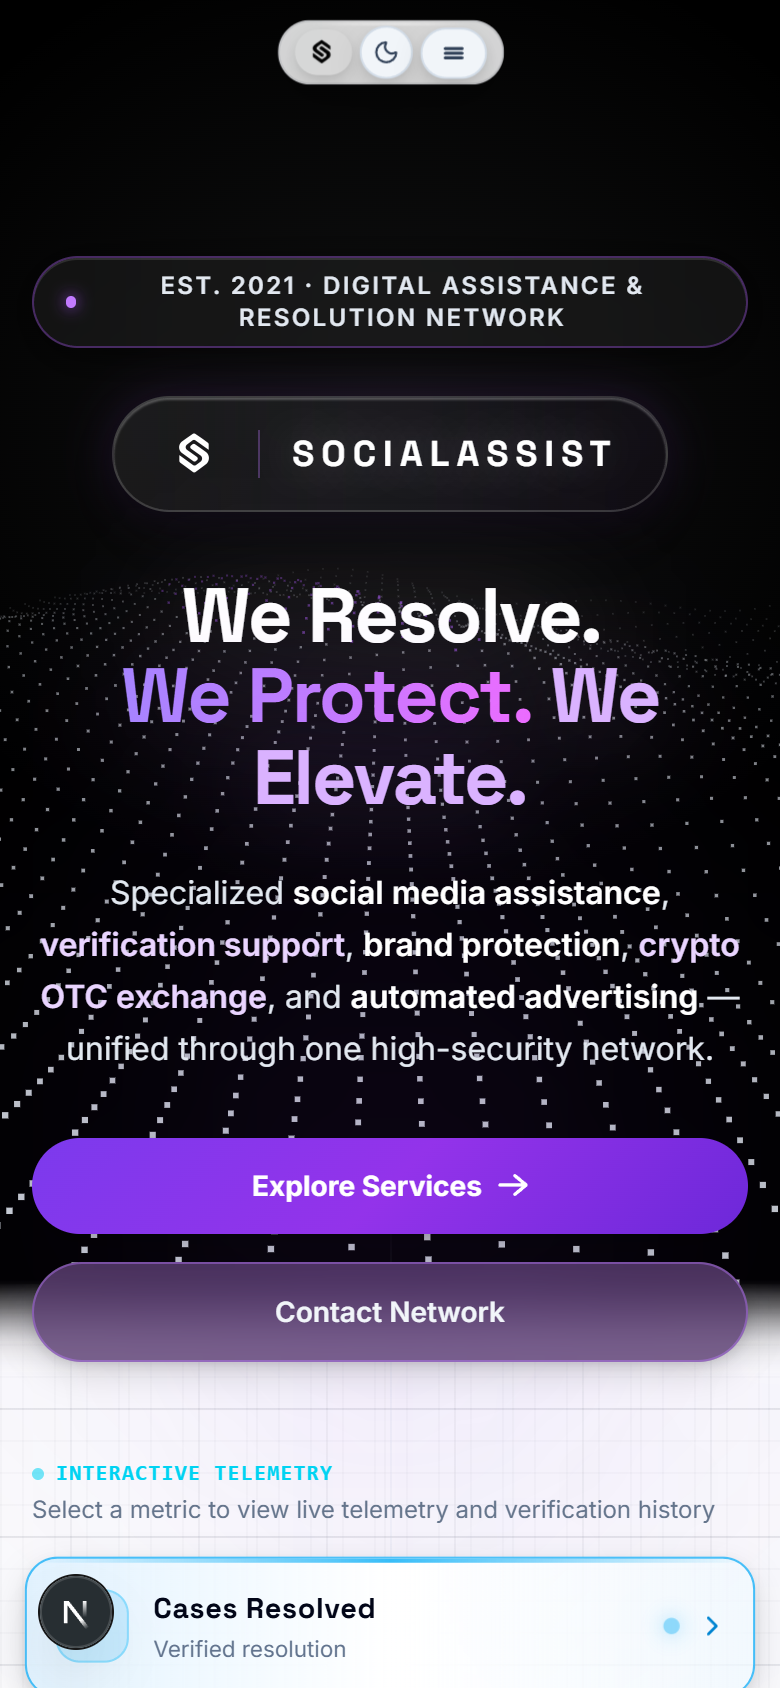 EST. 2021 · DIGITAL ASSISTANCE &
RESOLUTION NETWORK
SOCIALASSIST
We Resolve.
We Protect. We
Elevate.
Specialized social media assistance,
verification support, brand protection, crypto
OTC exchange, and automated advertising —
unified through one high-security network.
Explore Services →
Contact Network
INTERACTIVE TELEMETRY
Select a metric to view live telemetry and verification history
N
Cases Resolved
Verified resolution